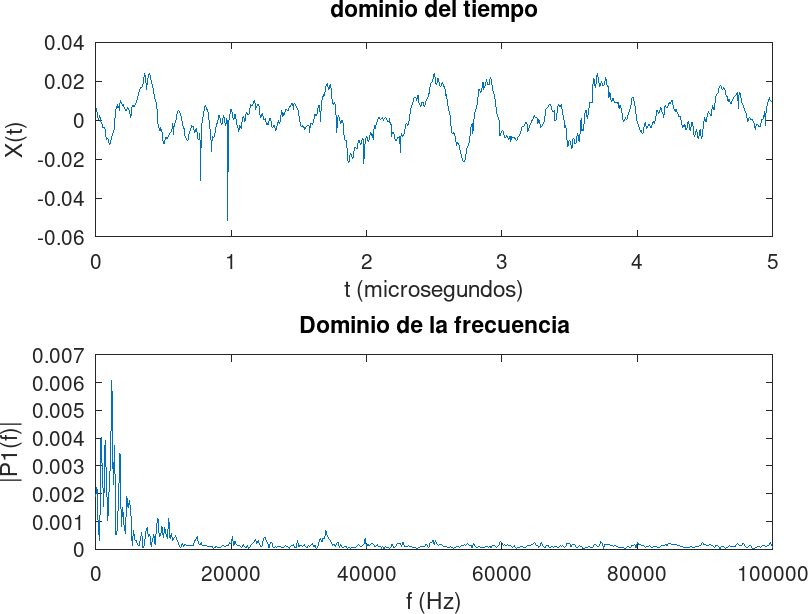 dominio del tiempo
0.04
0.02
0
-0.02
-0.04
-0.06
X(t)
0 1 2 3 4 5
t (microsegundos)
Dominio de la frecuencia
0.007
0.006
0.005
0.004
0.003
0.002
0.001
0
|P1(f)|
0 20000 40000 60000 80000 100000
f (Hz)